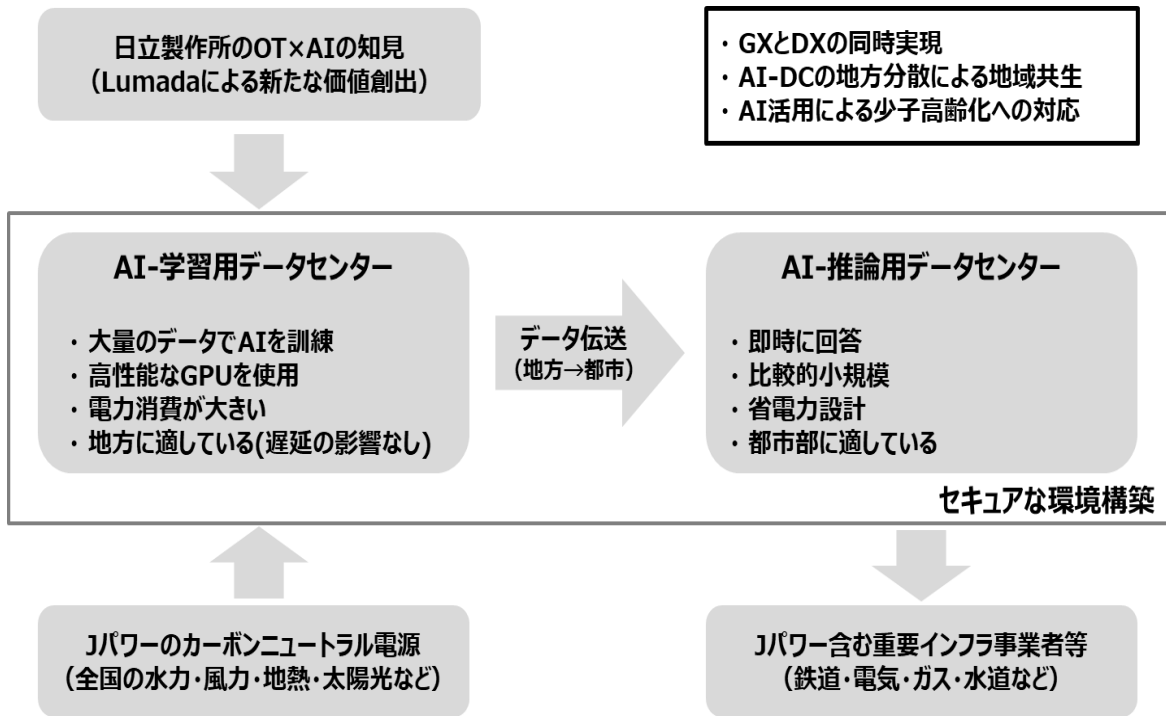 日立製作所のOT×AIの知見
（Lumadaによる新たな価値創出）
・GXとDXの同時実現
・AI-DCの地方分散による地域共生
・AI活用による少子高齢化への対応
AI-学習用データセンター
・大量のデータでAIを訓練
・高性能なGPUを使用
・電力消費が大きい
・地方に適している(遅延の影響なし)
データ伝送
（地方→都市）
AI-推論用データセンター
・即時に回答
・比較的小規模
・省電力設計
・都市部に適している
セキュアな環境構築
Jパワーのカーボンニュートラル電源
（全国の水力・風力・地熱・太陽光など）
Jパワー含む重要インフラ事業者等
（鉄道・電気・ガス・水道など）